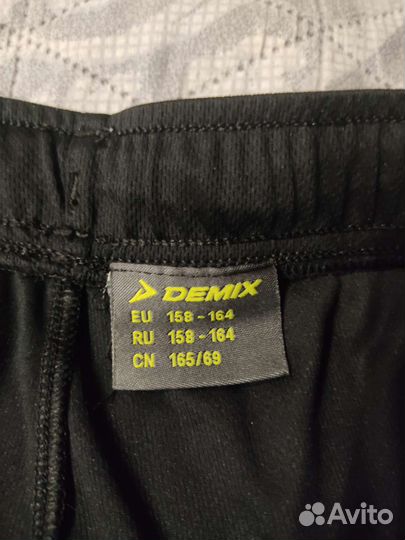 DEMIX
EU 158 - 164
RU 158 - 164
CN 165/69
Avito